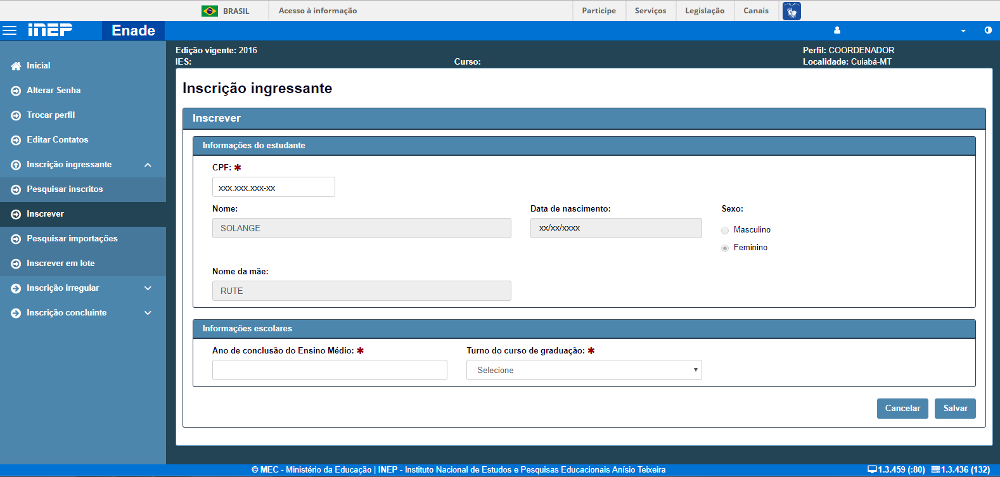 BRASIL
Acesso à informação
Participe
Serviços
Legislação
Canais
inep
Enade
Inicial
Alterar Senha
Trocar perfil
Editar Contatos
Inscrição ingressante
Pesquisar inscritos
Inscrever
Pesquisar importações
Inscrever em lote
Inscrição irregular
Inscrição concluinte
Edição vigente: 2016
IES:
Curso:
Perfil: COORDENADOR
Localidade: Cuiabá-MT
Inscrição ingressante
Inscrever
Informações do estudante
CPF: ✱
xxx.xxx.xxx-xx
Nome:
SOLANGE
Data de nascimento:
xx/xx/xxxx
Sexo:
Masculino
Feminino
Nome da mãe:
RUTE
Informações escolares
Ano de conclusão do Ensino Médio: ✱
Turno do curso de graduação: ✱
Selecione
Cancelar
Salvar
© MEC - Ministério da Educação | INEP - Instituto Nacional de Estudos e Pesquisas Educacionais Anísio Teixeira
1.3.459 (:80)
1.3.436 (132)